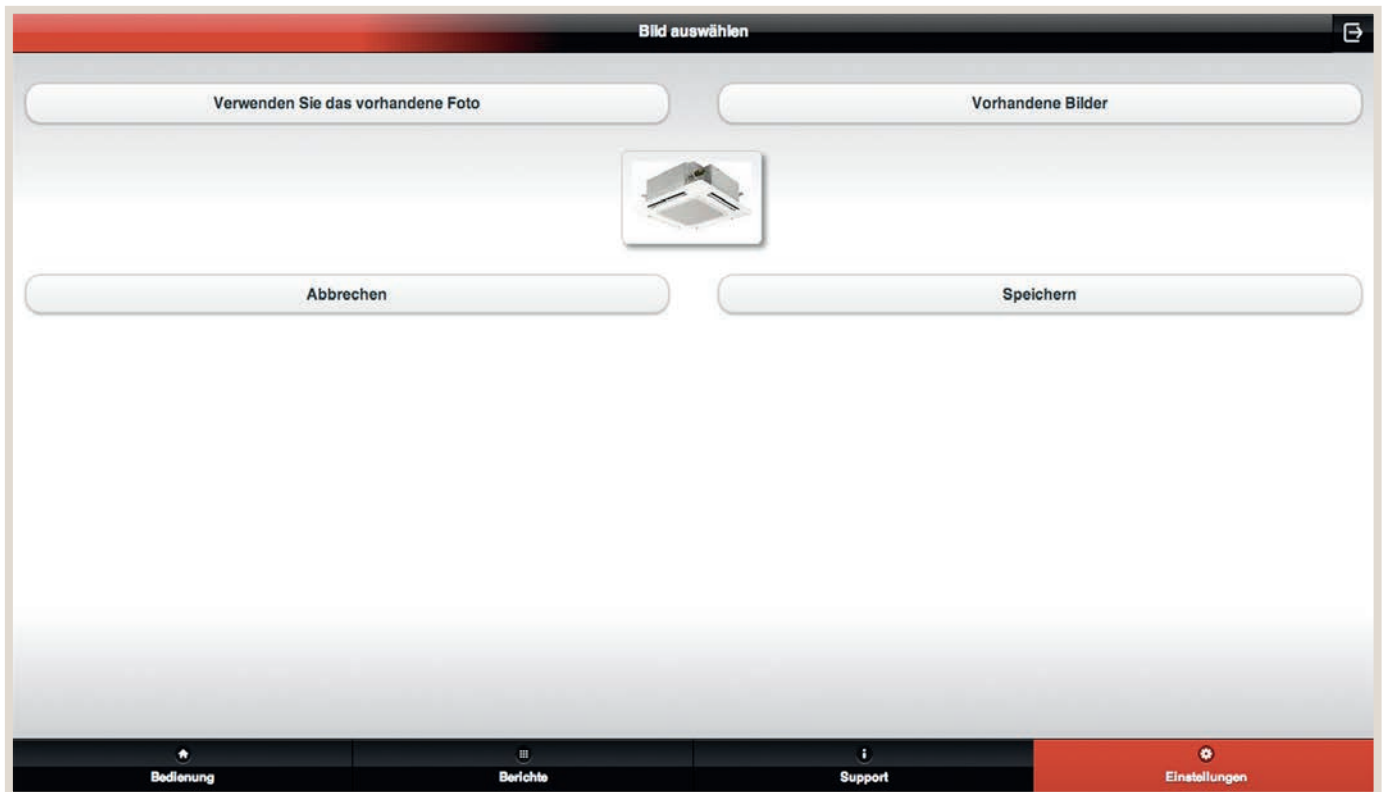 Bild auswählen
Verwenden Sie das vorhandene Foto
Vorhandene Bilder
Abbrechen
Speichern
Bedienung
Berichte
Support
Einstellungen